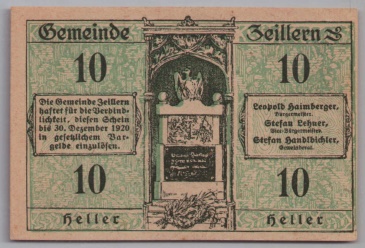 Gemeinde Zeillern
10 10
Die Gemeinde Zeillern
haftet für die Verbind-
lichkeit, diesen Schein
bis 30. Dezember 1920
in gesetzlichem Bar-
gelde einzulösen.
Leopold Haimberger,
Bürgermeister.
Stefan Lehner,
Vize-Bürgermeister.
Stefan Handlbichler,
Gemeinderat.
10 10
Heller Heller